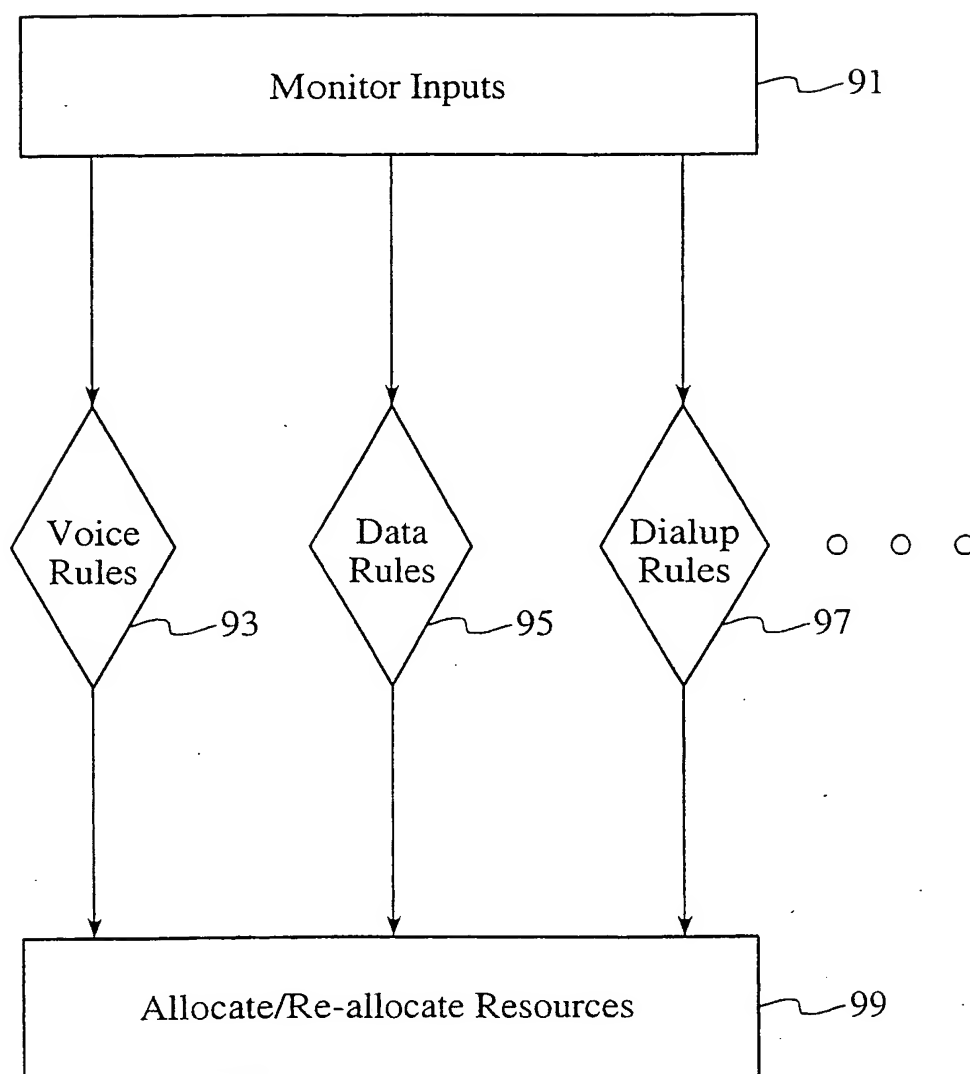 Monitor Inputs
91
Voice
Rules
93
Data
Rules
95
Dialup
Rules
97
Allocate/Re-allocate Resources
99